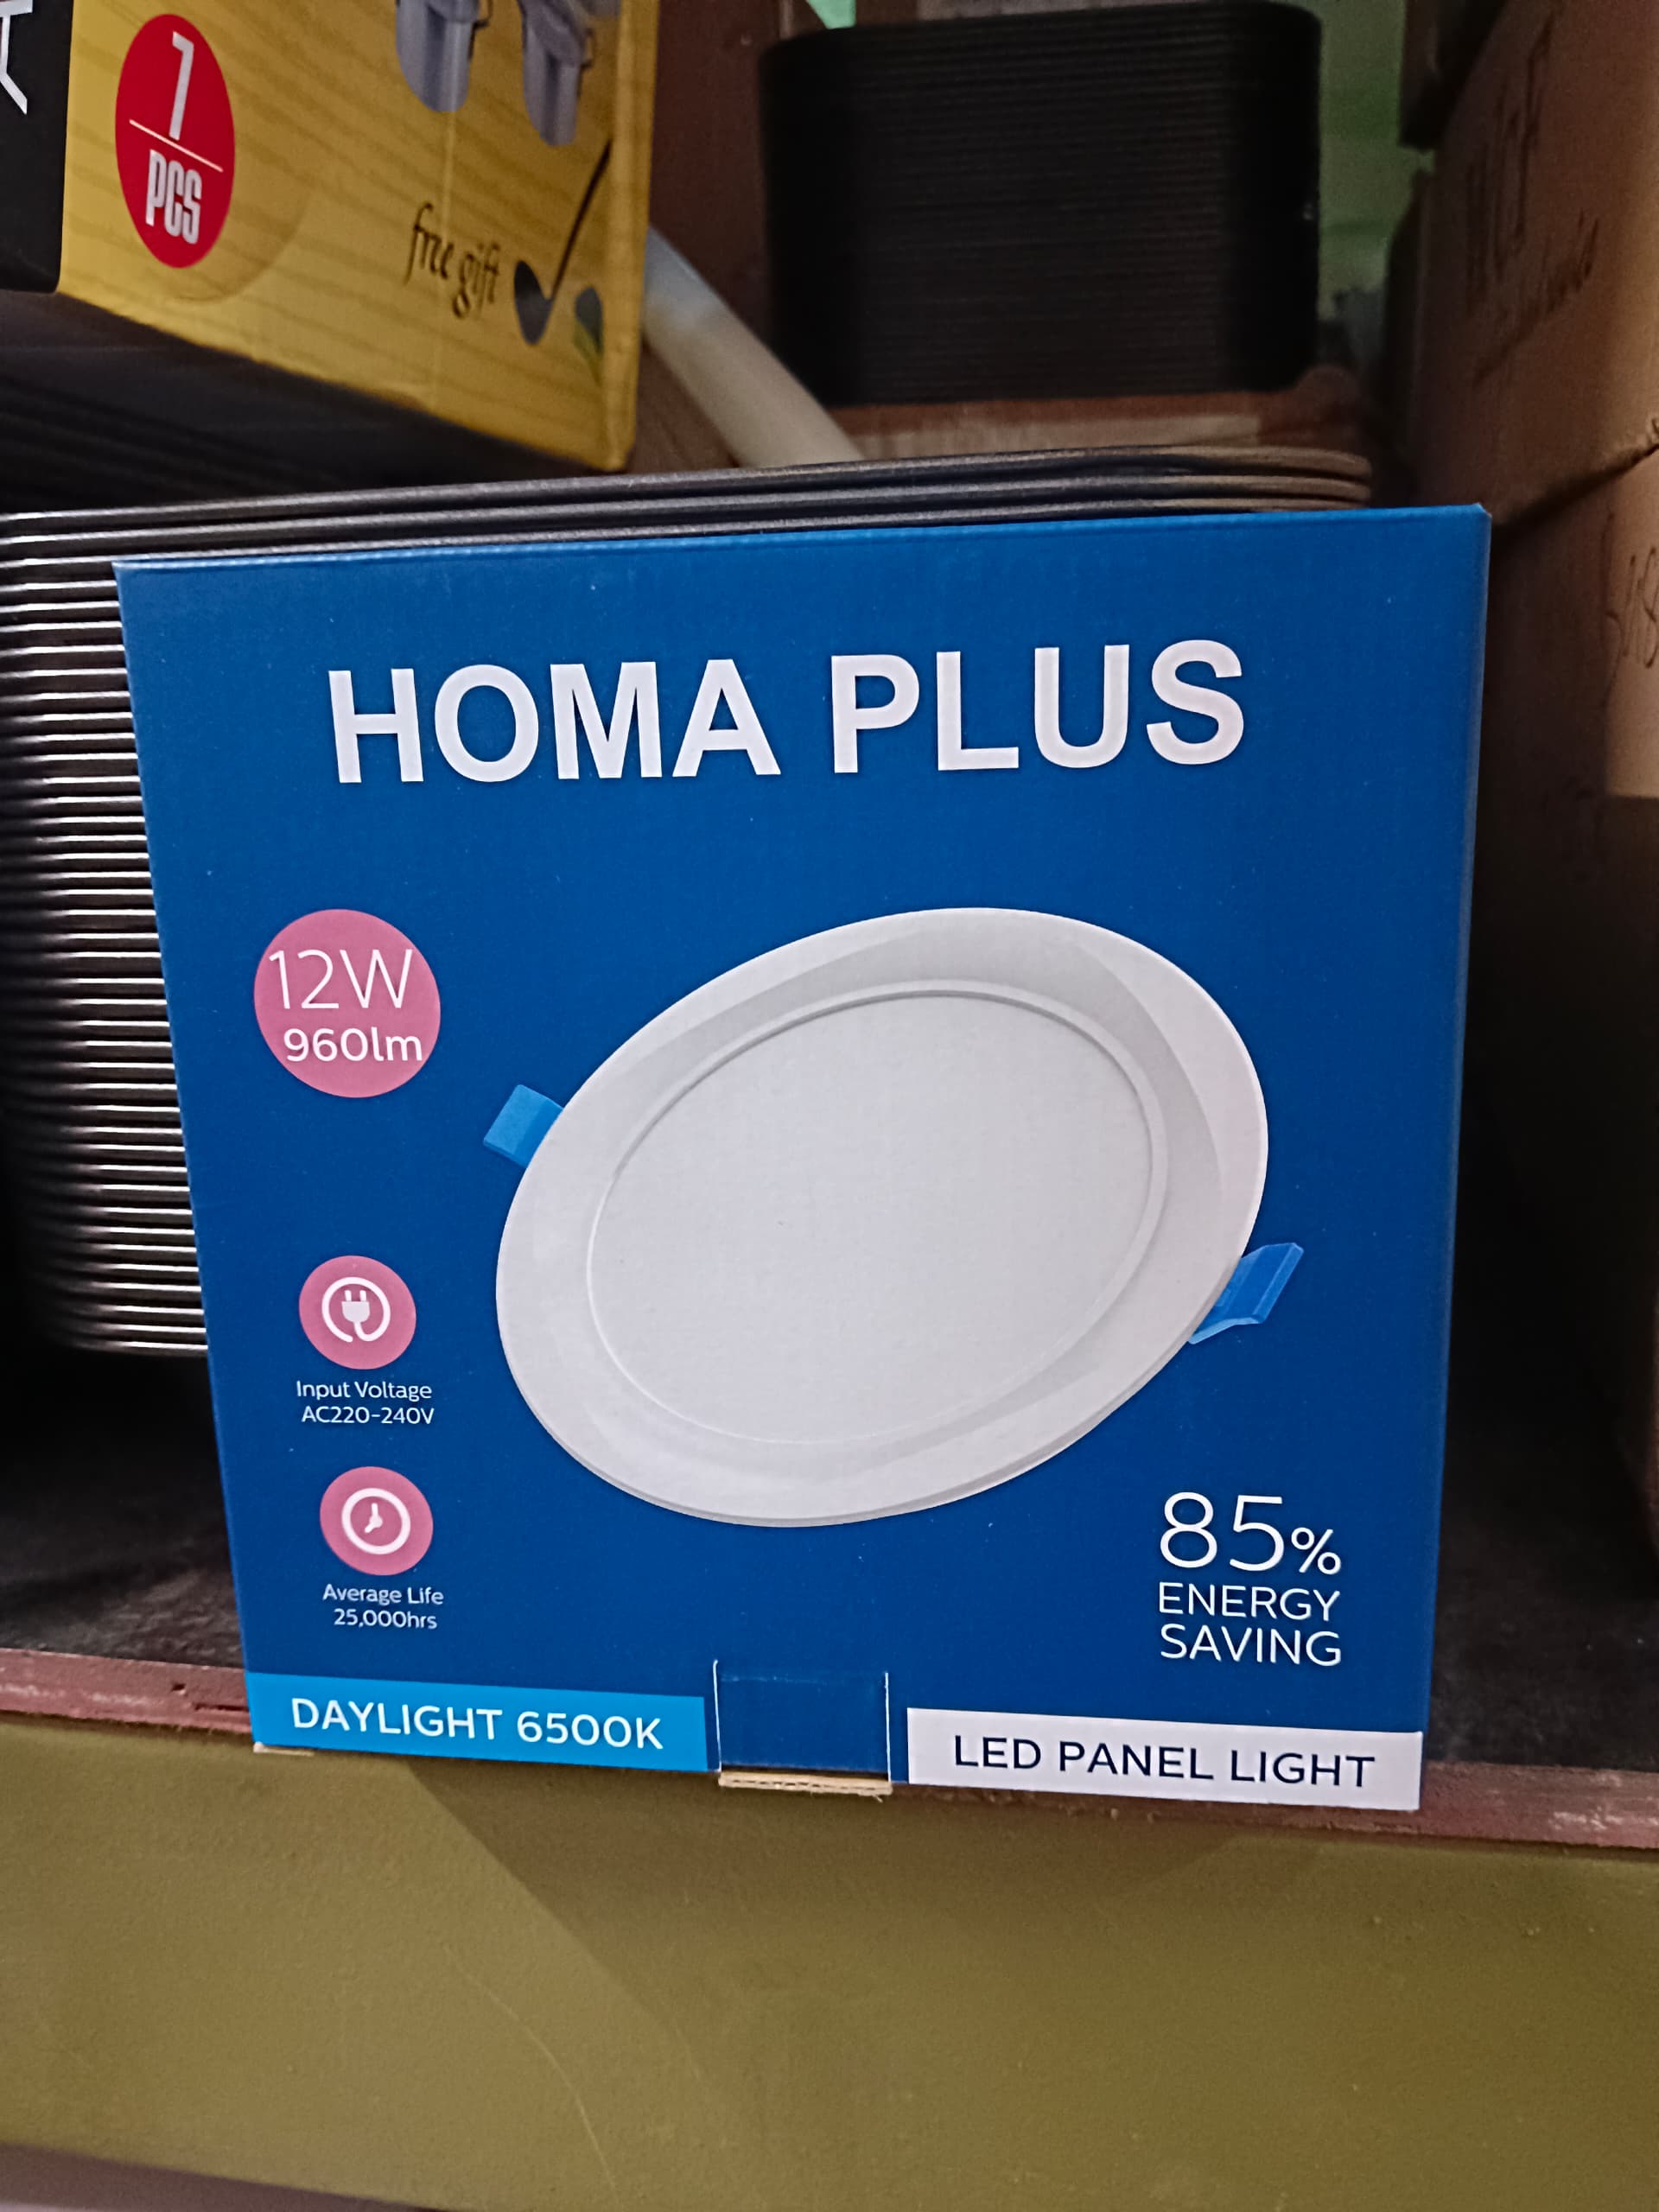 7
PCS
free gift
HOMA PLUS
12W
960lm
Input Voltage
AC220-240V
Average Life
25,000hrs
85%
ENERGY
SAVING
DAYLIGHT 6500K
LED PANEL LIGHT